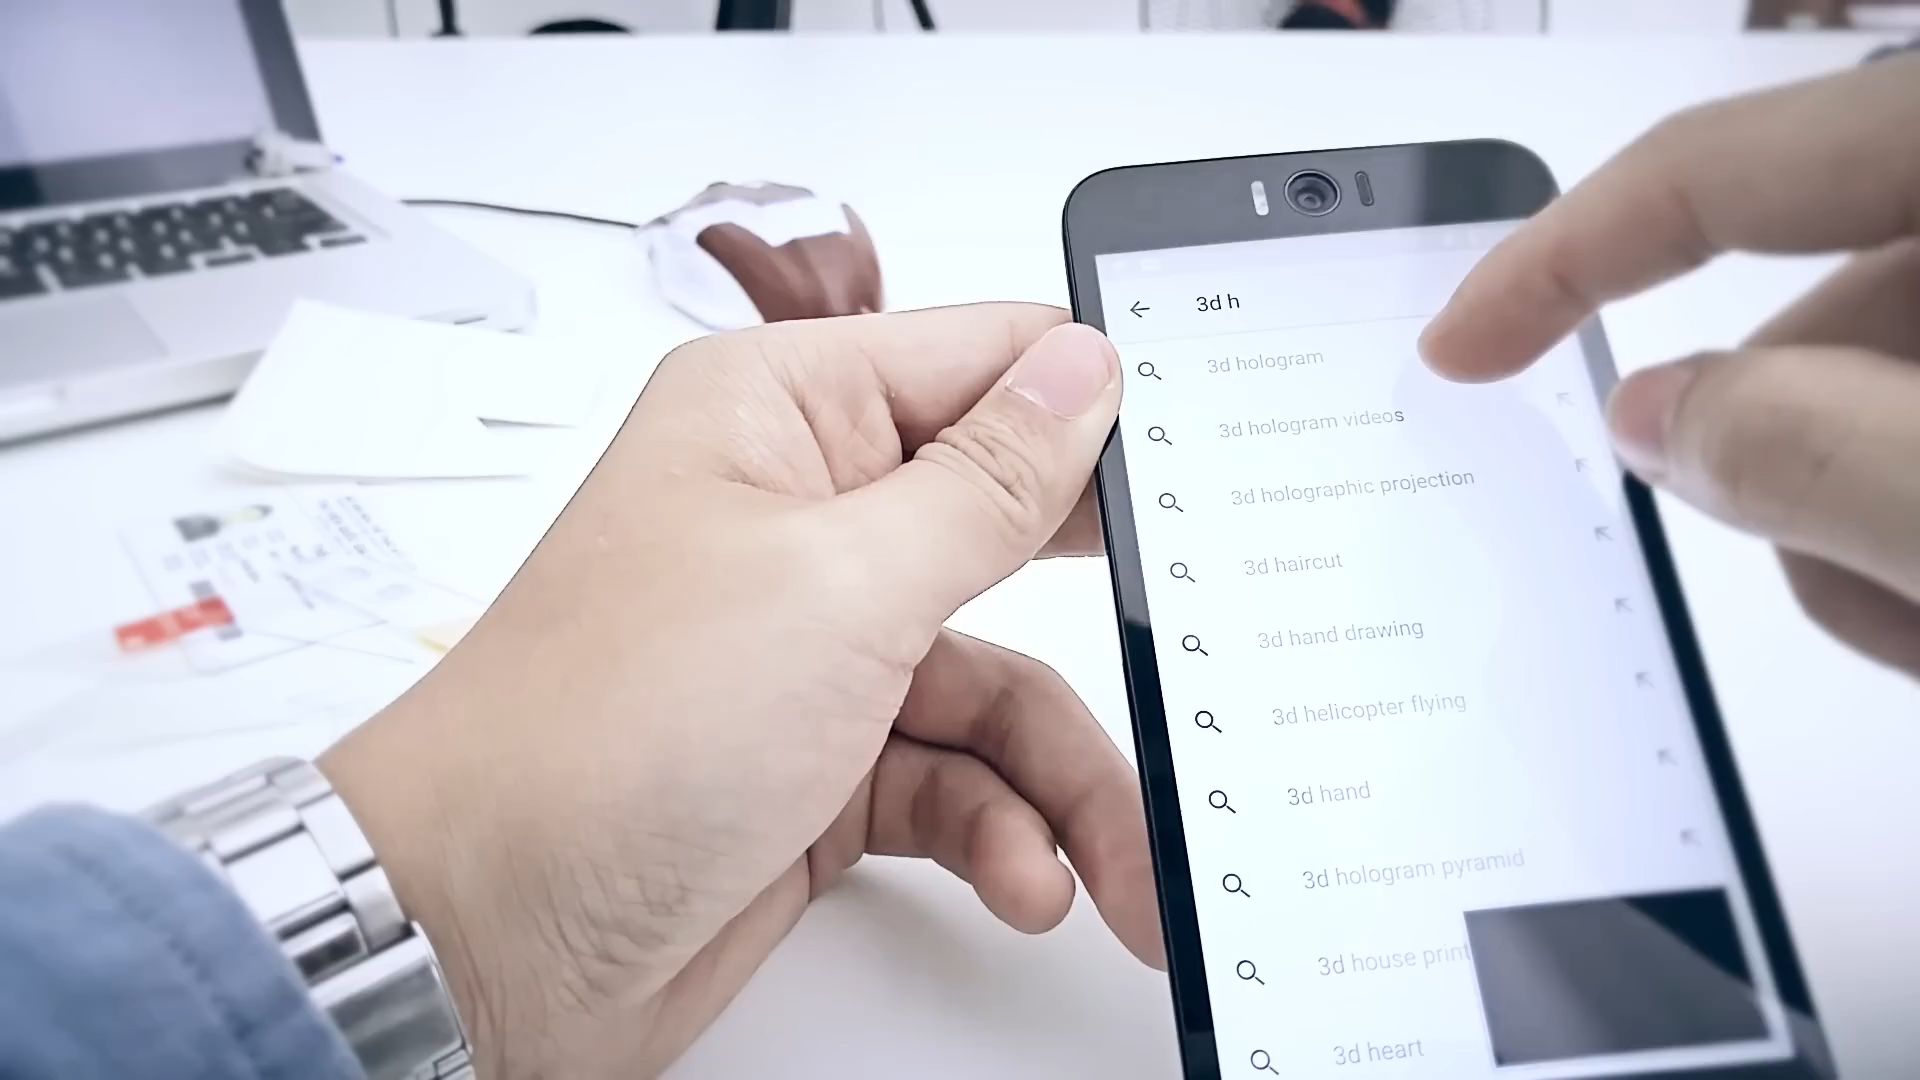 3d h
3d hologram
3d hologram videos
3d holographic projection
3d haircut
3d hand drawing
3d helicopter flying
3d hand
3d hologram pyramid
3d house print
3d heart